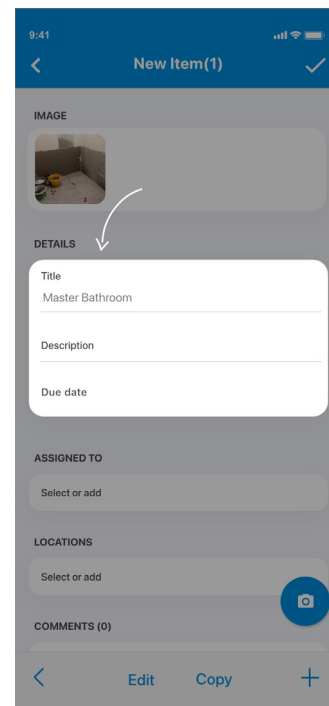 9:41
New Item(1)
IMAGE
DETAILS
Title
Master Bathroom
Description
Due date
ASSIGNED TO
Select or add
LOCATIONS
Select or add
COMMENTS (0)
Edit Copy